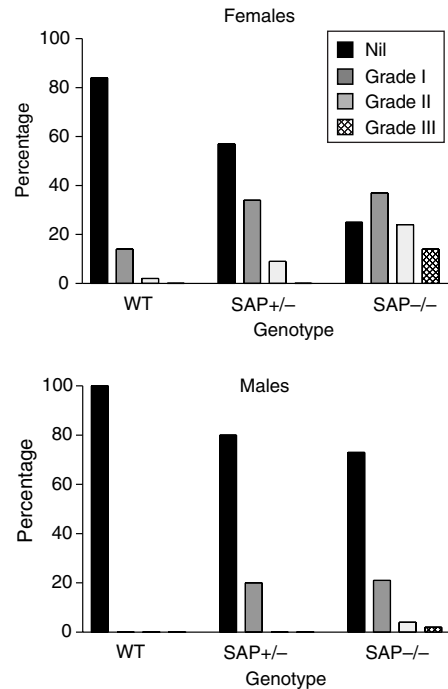 Females
Nil
Grade I
Grade II
Grade III
Percentage
80
60
40
20
0
WT SAP+/– SAP–/–
Genotype
Males
Percentage
100
80
60
40
20
0
WT SAP+/– SAP–/–
Genotype